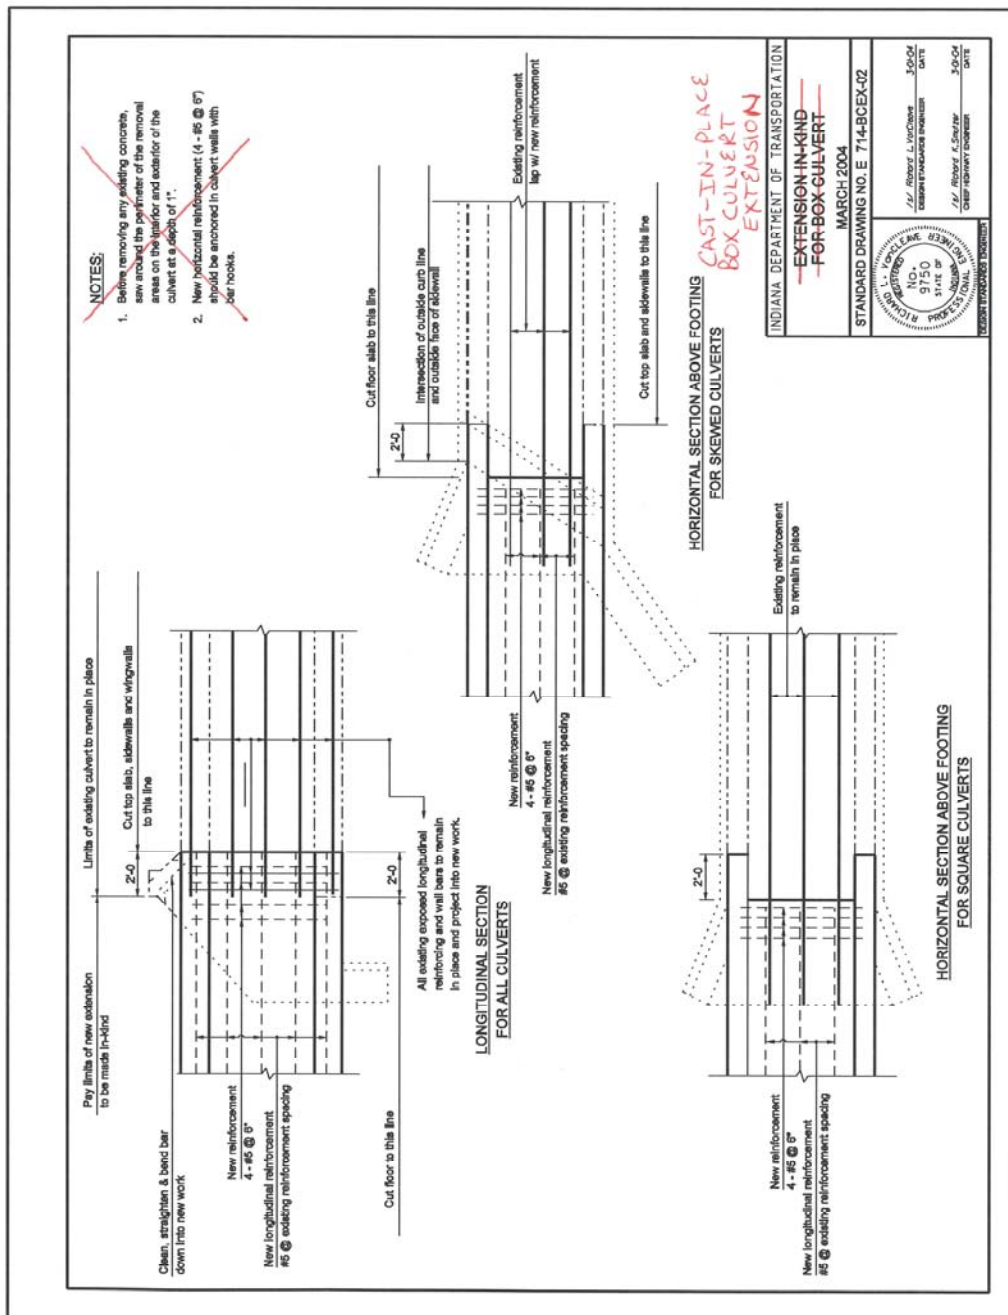 NOTES:
1. Before removing any existing concrete,
saw around the perimeter of the removal
areas on the interior and exterior of the
culvert at a depth of 1".
2. New horizontal reinforcement (4 - #5 @ 6")
should be anchored in culvert walls with
bar hooks.
Pay limits of new extension
to be made in-kind
Limits of existing culvert to remain in place
Cut top slab, sidewalls and wingwalls
to this line
2'-0
Clean, straighten & bend bar
down into new work
New reinforcement
4 - #5 @ 6"
New longitudinal reinforcement
#5 @ existing reinforcement spacing
2'-0
Cut floor to this line
All existing exposed longitudinal
reinforcing and wall bars to remain
in place and project into new work.
LONGITUDINAL SECTION
FOR ALL CULVERTS
Cut floor slab to this line
Intersection of outside curb line
and outside face of sidewall
2'-0
Existing reinforcement
lap w/ new reinforcement
New reinforcement
4 - #5 @ 6"
New longitudinal reinforcement
#5 @ existing reinforcement spacing
Cut top slab and sidewalls to this line
HORIZONTAL SECTION ABOVE FOOTING
FOR SKEWED CULVERTS
2'-0
Existing reinforcement
to remain in place
New reinforcement
4 - #5 @ 6"
New longitudinal reinforcement
#5 @ existing reinforcement spacing
HORIZONTAL SECTION ABOVE FOOTING
FOR SQUARE CULVERTS
CAST-IN-PLACE
BOX CULVERT
EXTENSION
INDIANA DEPARTMENT OF TRANSPORTATION
EXTENSION IN-KIND
FOR BOX CULVERT
MARCH 2004
STANDARD DRAWING NO. E 714-BCEX-02
RICHARD L. VANCLEAVE
REGISTERED
No.
9750
STATE OF
INDIANA
PROFESSIONAL ENGINEER
DESIGN STANDARDS ENGINEER
/s/ Richard L. VanCleave 3-01-04
DESIGN STANDARDS ENGINEER DATE
/s/ Richard K. Smutzer 3-01-04
CHIEF HIGHWAY ENGINEER DATE